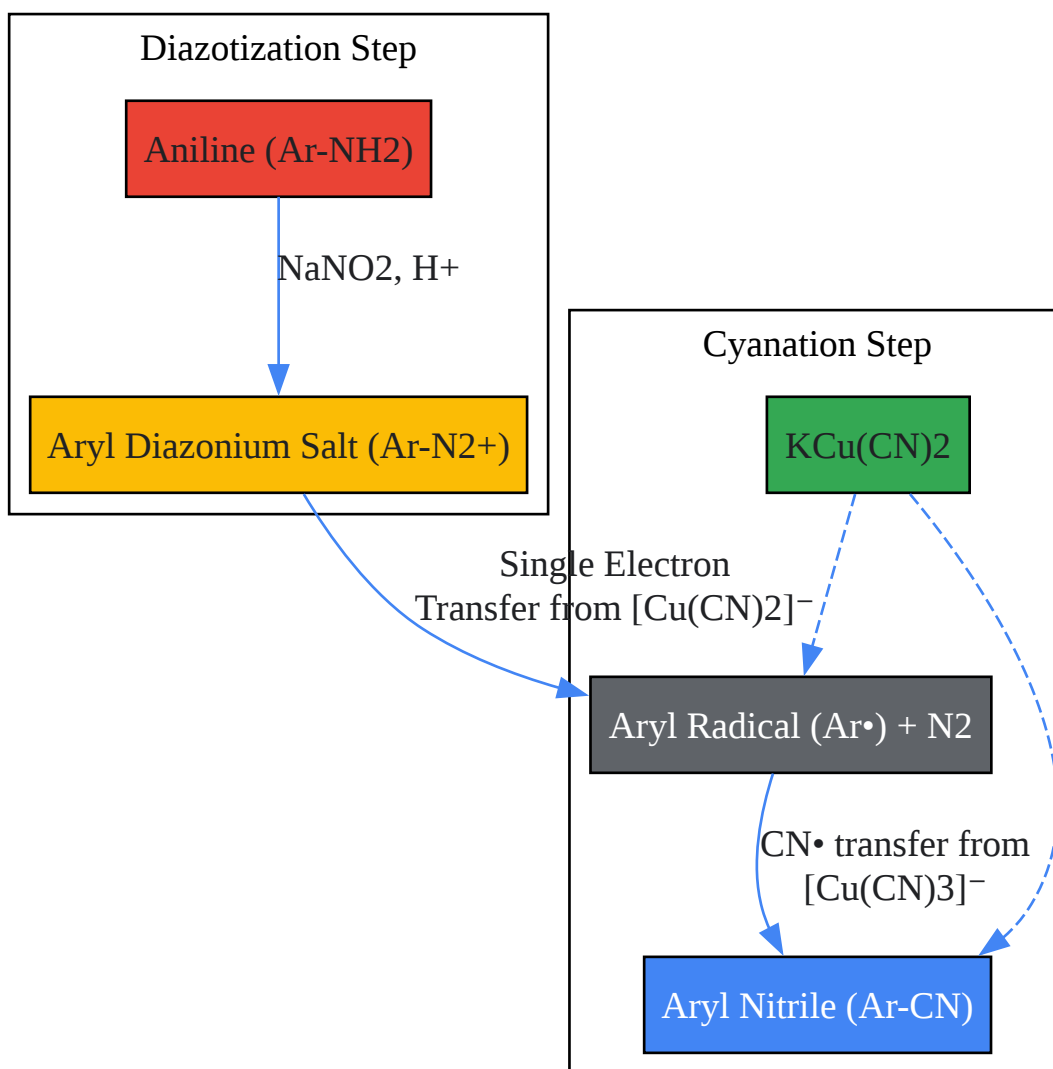 Diazotization Step
Aniline (Ar-NH2)
NaNO2, H+
Aryl Diazonium Salt (Ar-N2+)
Cyanation Step
KCu(CN)2
Single Electron
Transfer from [Cu(CN)2]⁻
Aryl Radical (Ar•) + N2
CN• transfer from
[Cu(CN)3]⁻
Aryl Nitrile (Ar-CN)